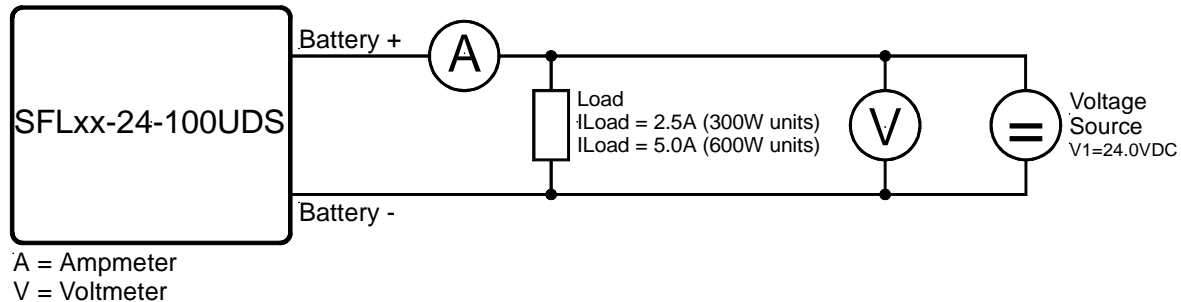 Battery +
A
SFLxx-24-100UDS
Load
ILoad = 2.5A (300W units)
ILoad = 5.0A (600W units)
V
=
Voltage
Source
V1=24.0VDC
Battery -
A = Ampmeter
V = Voltmeter